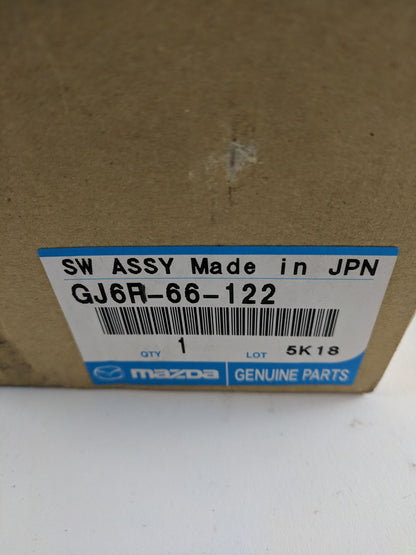 SW ASSY Made in JPN
GJ6R-66-122
QTY 1 LOT 5K18
mazda GENUINE PARTS